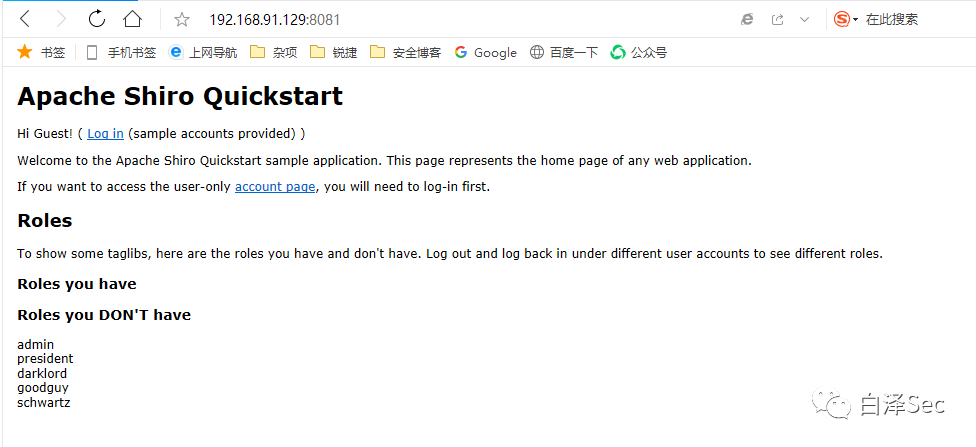 192.168.91.129:8081
在此搜索
书签 手机书签 上网导航 杂项 锐捷 安全博客 Google 百度一下 公众号
Apache Shiro Quickstart
Hi Guest! ( Log in (sample accounts provided) )
Welcome to the Apache Shiro Quickstart sample application. This page represents the home page of any web application.
If you want to access the user-only account page, you will need to log-in first.
Roles
To show some taglibs, here are the roles you have and don't have. Log out and log back in under different user accounts to see different roles.
Roles you have
Roles you DON'T have
admin
president
darklord
goodguy
schwartz
白泽Sec